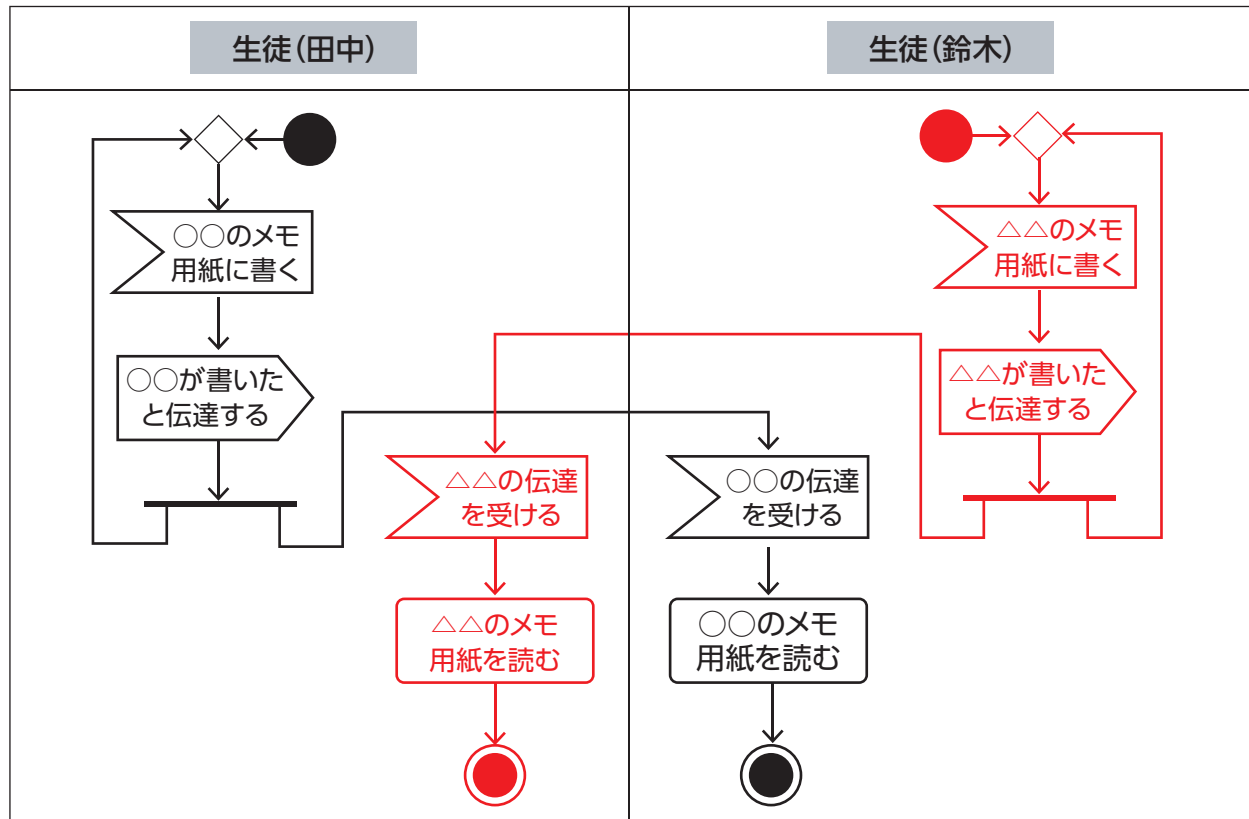 生徒（田中）
生徒（鈴木）
○○のメモ
用紙に書く
○○が書いた
と伝達する
△△の伝達
を受ける
△△のメモ
用紙を読む
△△のメモ
用紙に書く
△△が書いた
と伝達する
○○の伝達
を受ける
○○のメモ
用紙を読む